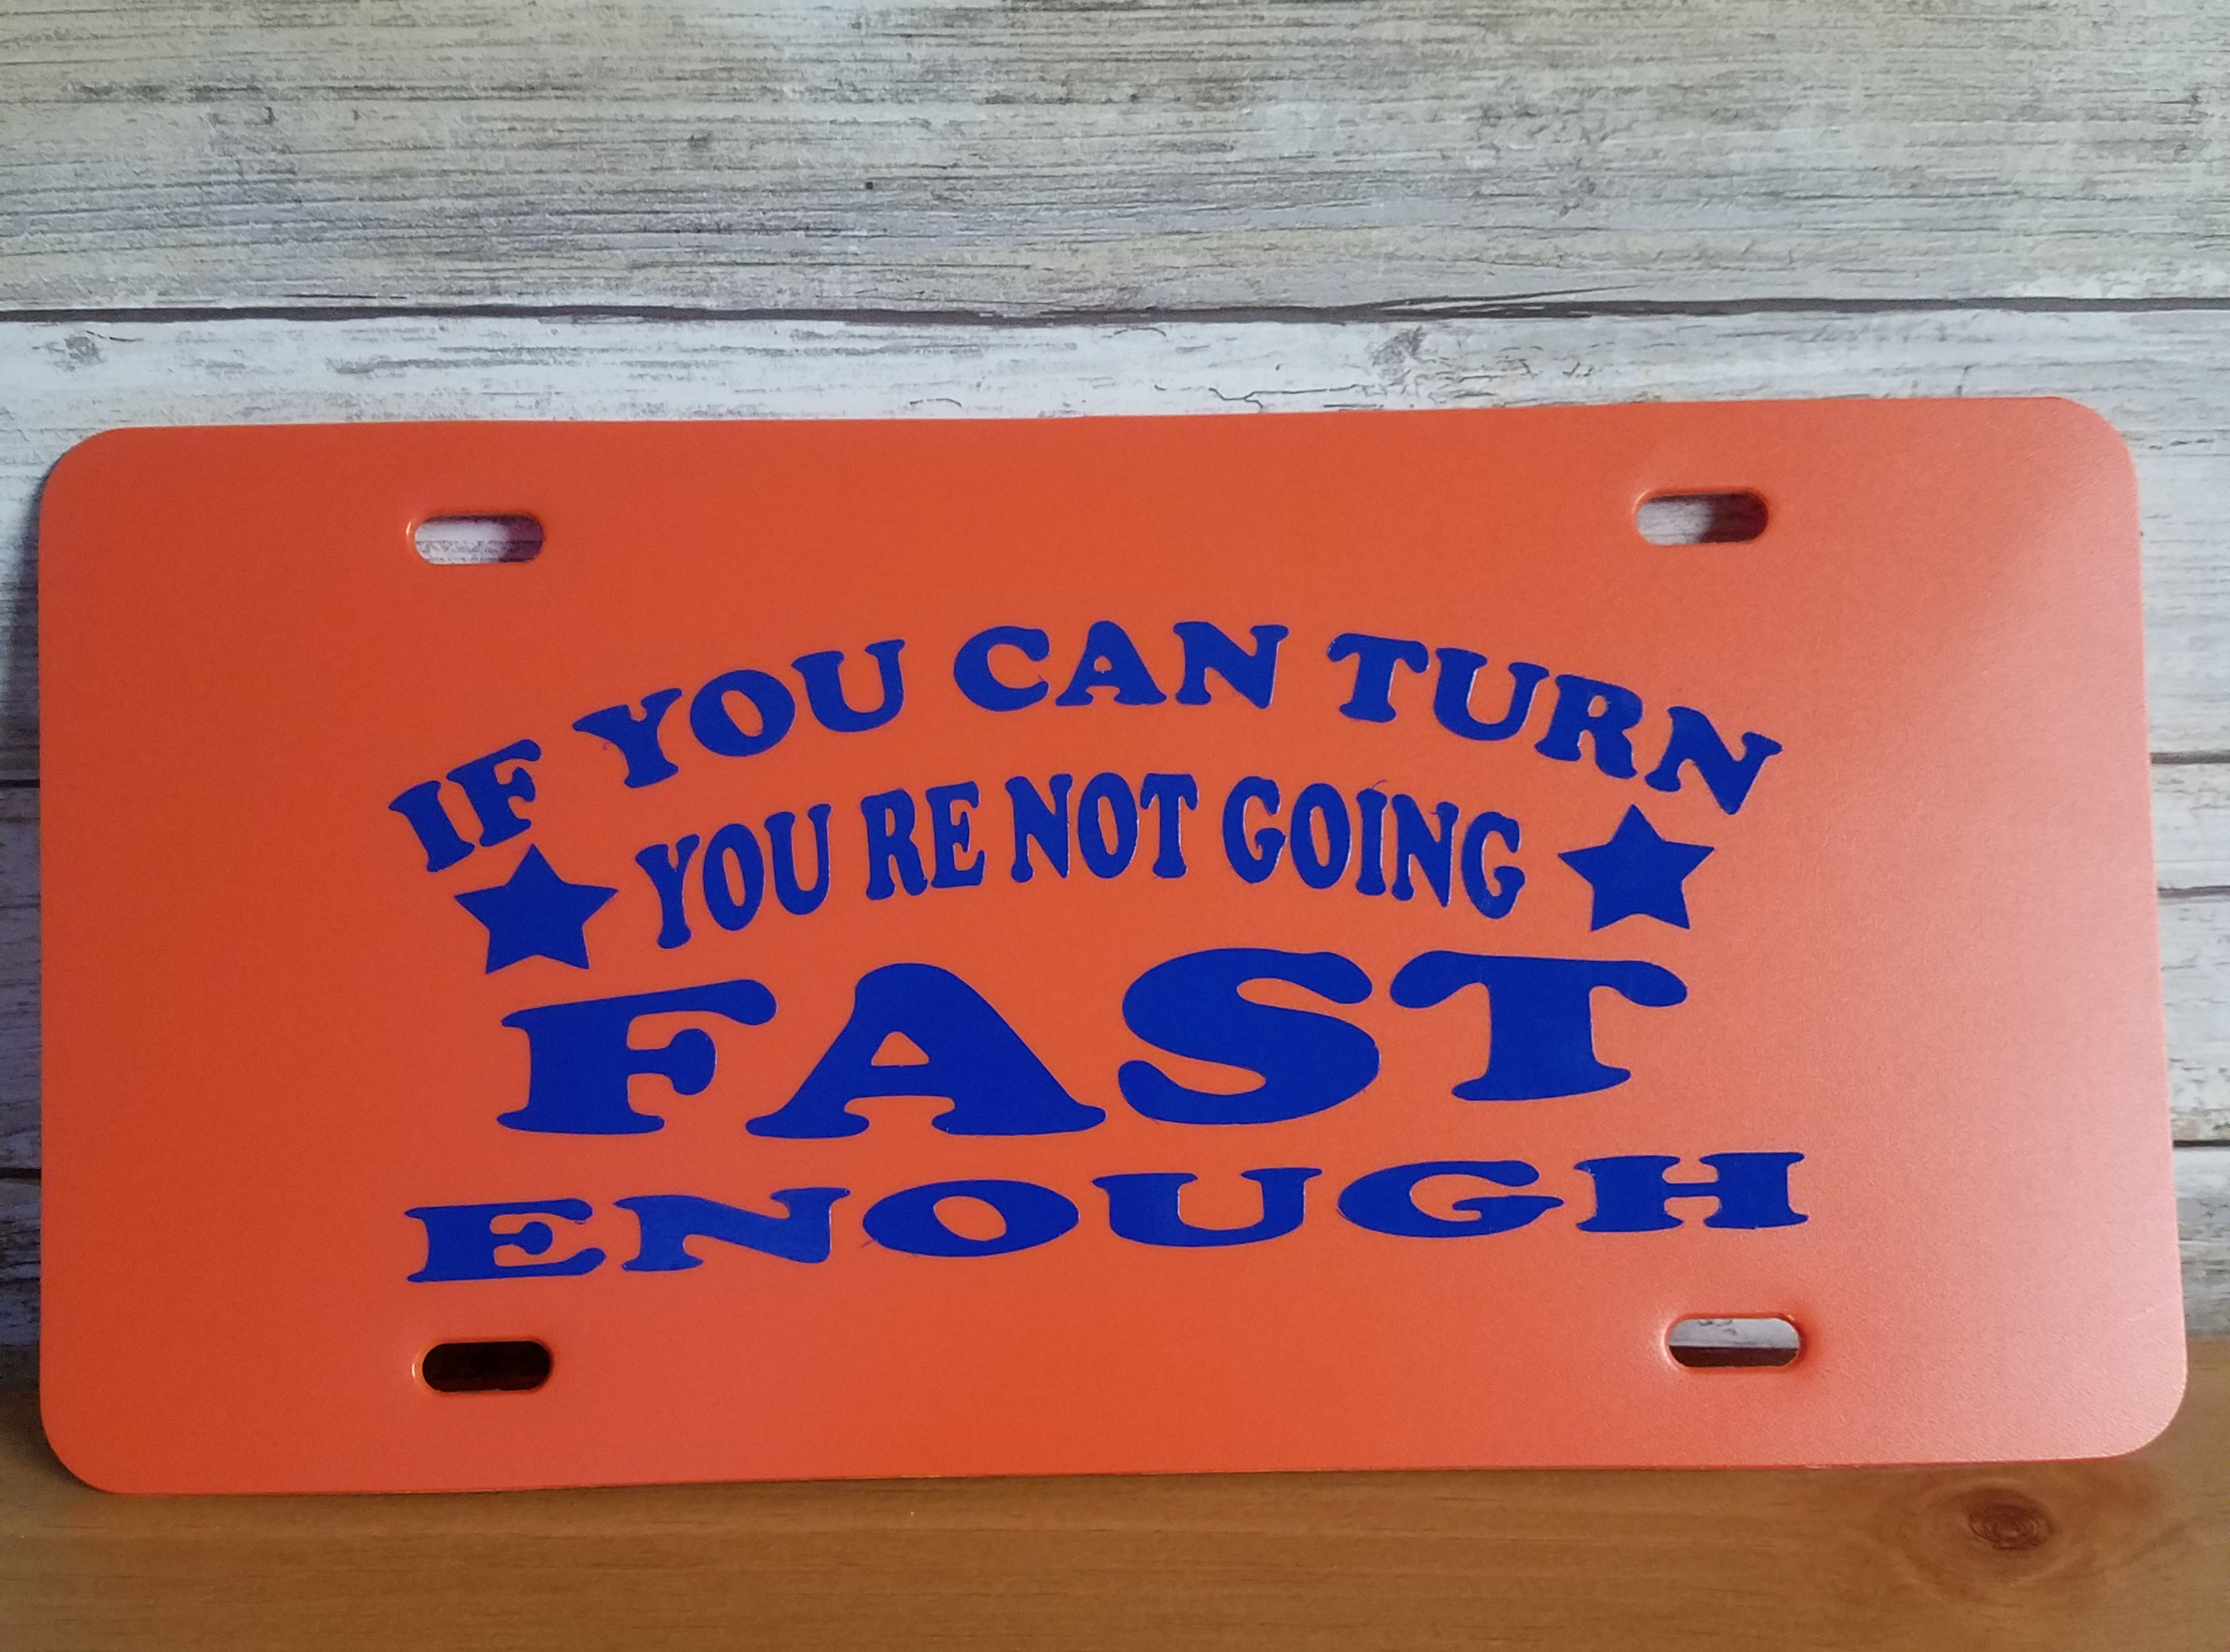 IF YOU CAN TURN
YOU RE NOT GOING
FAST
ENOUGH